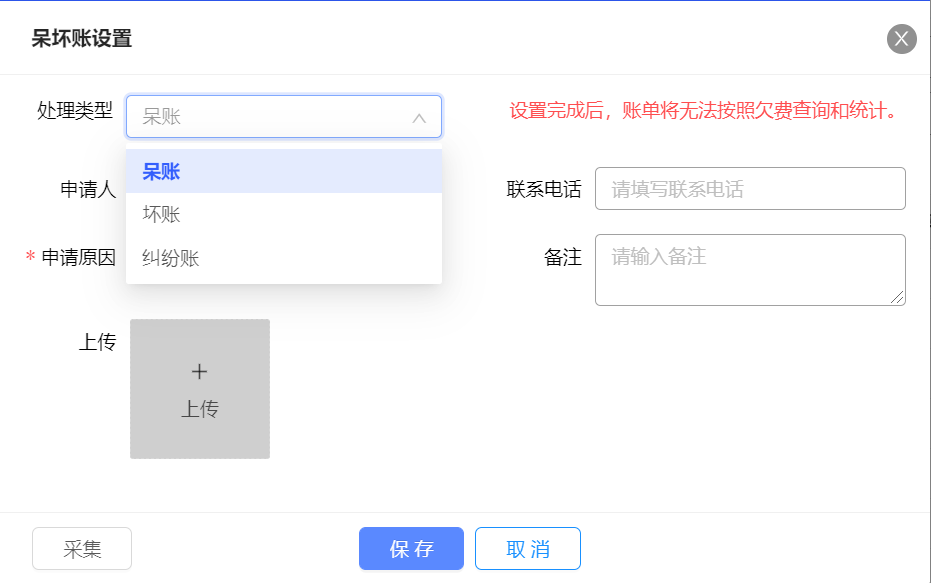 呆坏账设置
处理类型
呆账
设置完成后，账单将无法按照欠费查询和统计。
呆账
坏账
纠纷账
申请人
联系电话
请填写联系电话
* 申请原因
备注
请输入备注
上传
+
上传
采集
保 存
取 消